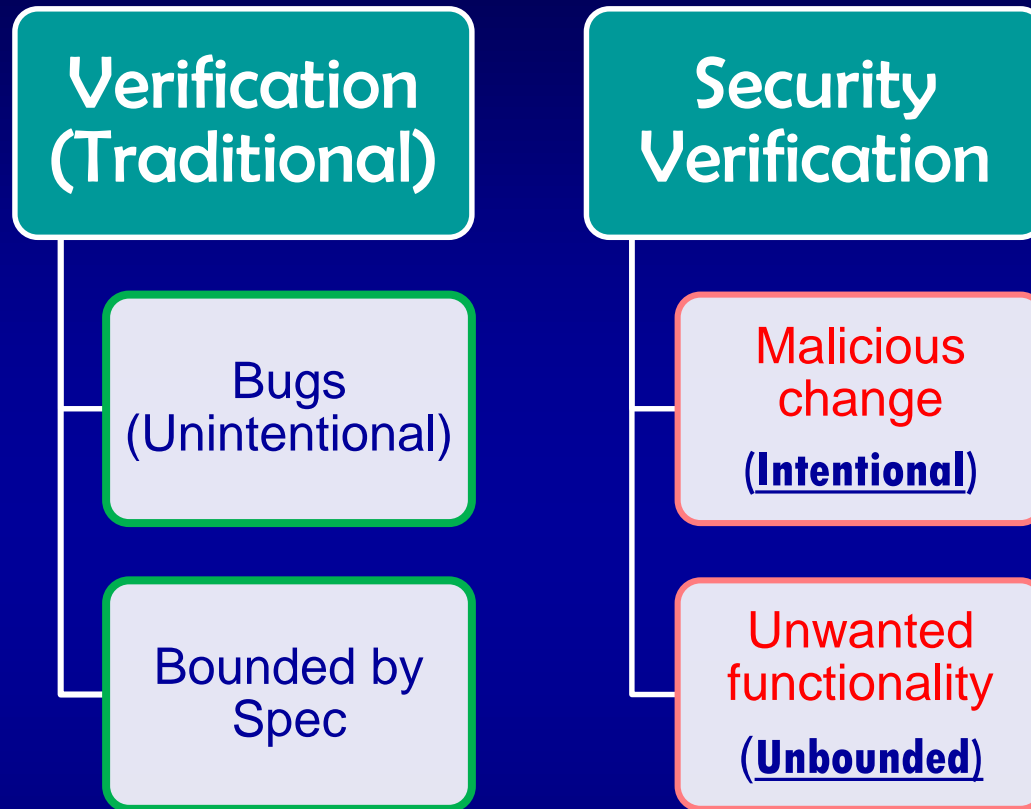 Verification
(Traditional)
Bugs
(Unintentional)
Bounded by
Spec
Security
Verification
Malicious
change
(Intentional)
Unwanted
functionality
(Unbounded)